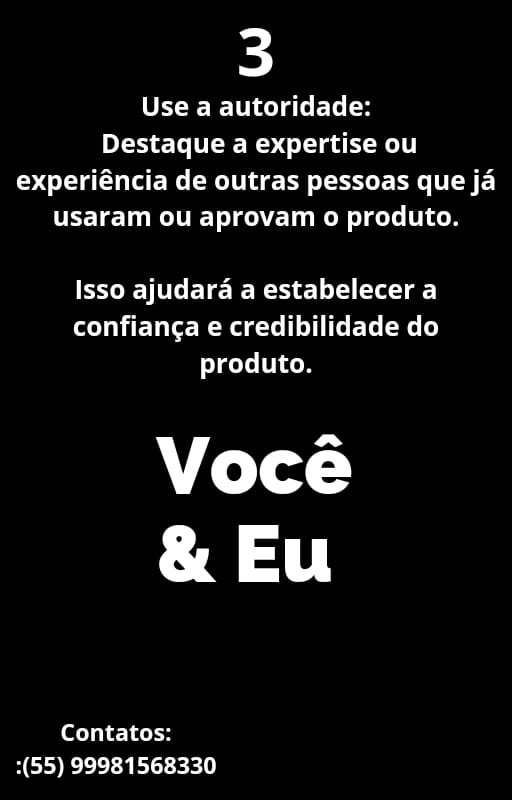 3
Use a autoridade:
Destaque a expertise ou
experiência de outras pessoas que já
usaram ou aprovam o produto.
Isso ajudará a estabelecer a
confiança e credibilidade do
produto.
Você
& Eu
Contatos:
:(55) 99981568330